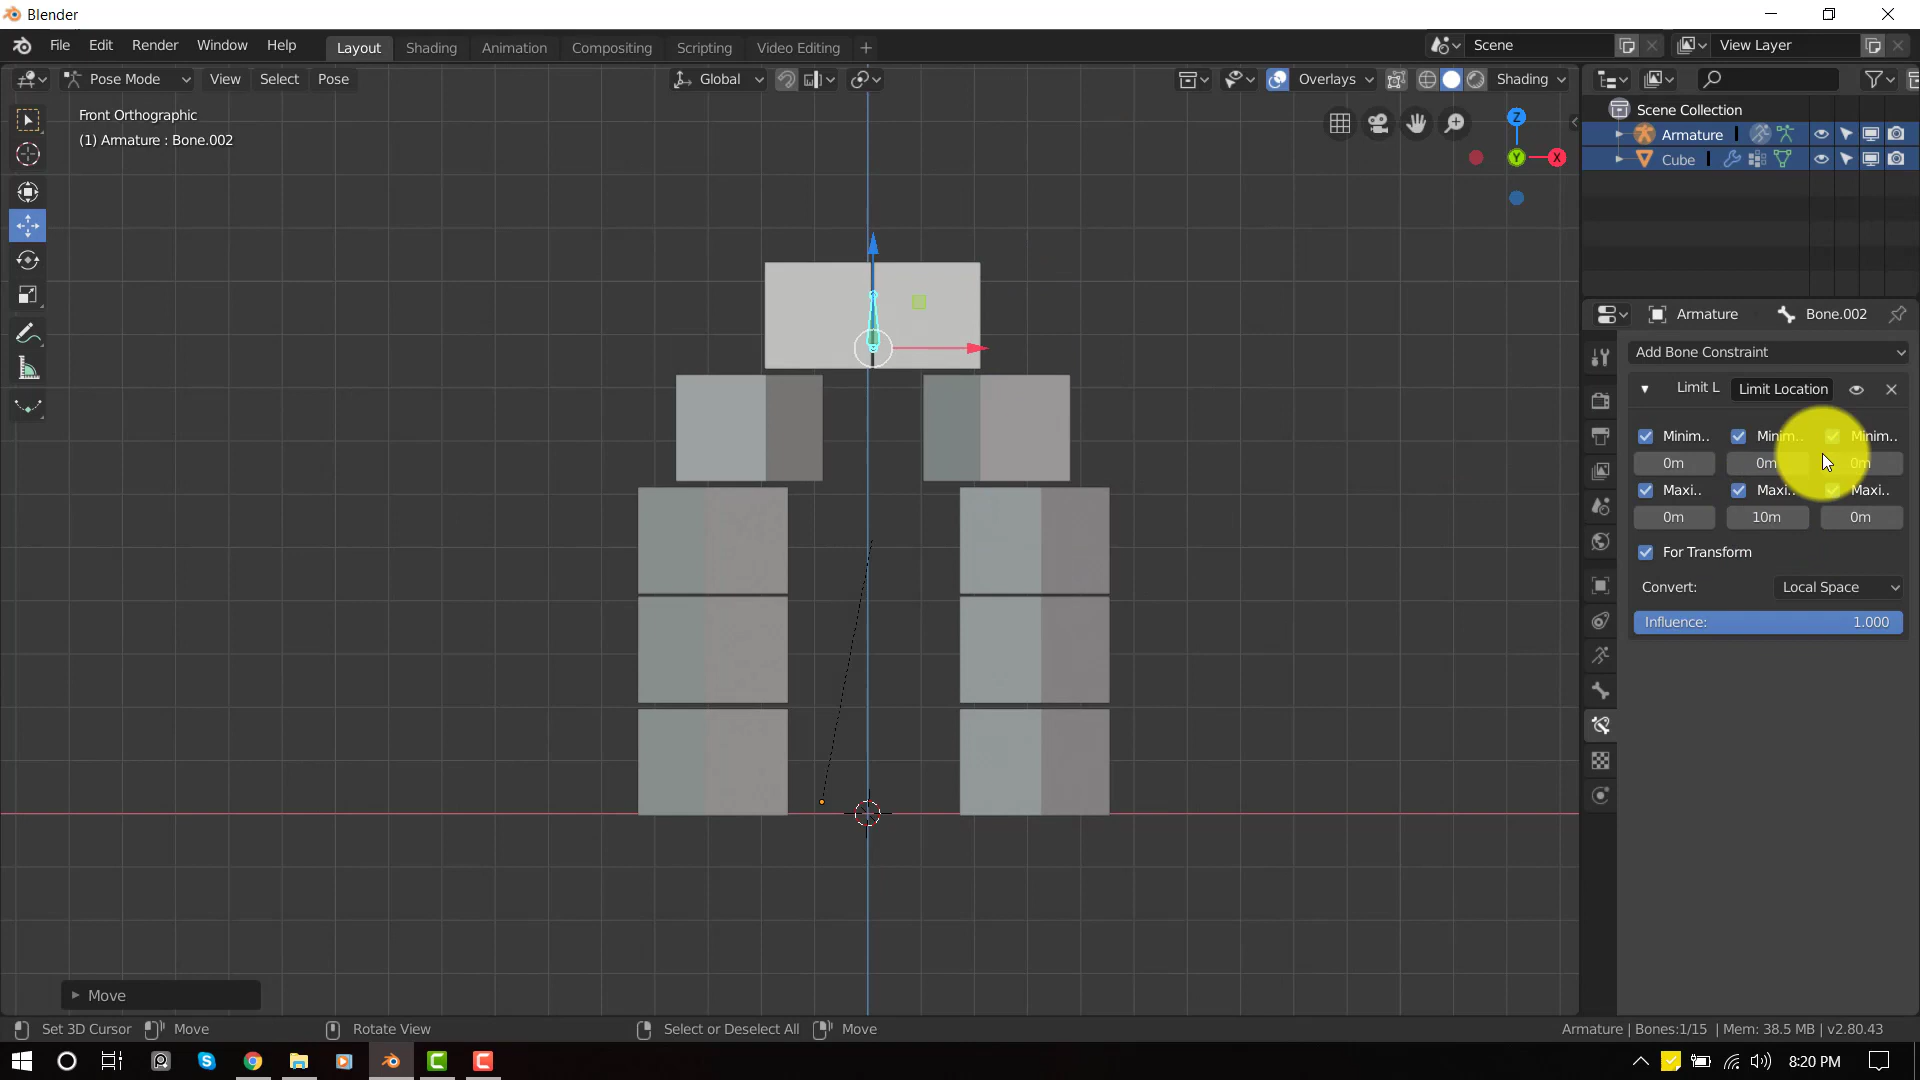 Blender
File Edit Render Window Help Layout Shading Animation Compositing Scripting Video Editing + Scene View Layer
Pose Mode View Select Pose Global Overlays Shading
Front Orthographic
(1) Armature : Bone.002
Z
Y
X
Scene Collection
Armature
Cube
Armature Bone.002
Add Bone Constraint
Limit L Limit Location
Minim.. Minim.. Minim..
0m 0m 0m
Maxi.. Maxi.. Maxi..
0m 10m 0m
For Transform
Convert: Local Space
Influence: 1.000
Move
Set 3D Cursor Move Rotate View Select or Deselect All Move Armature | Bones:1/15 | Mem: 38.5 MB | v2.80.43
8:20 PM